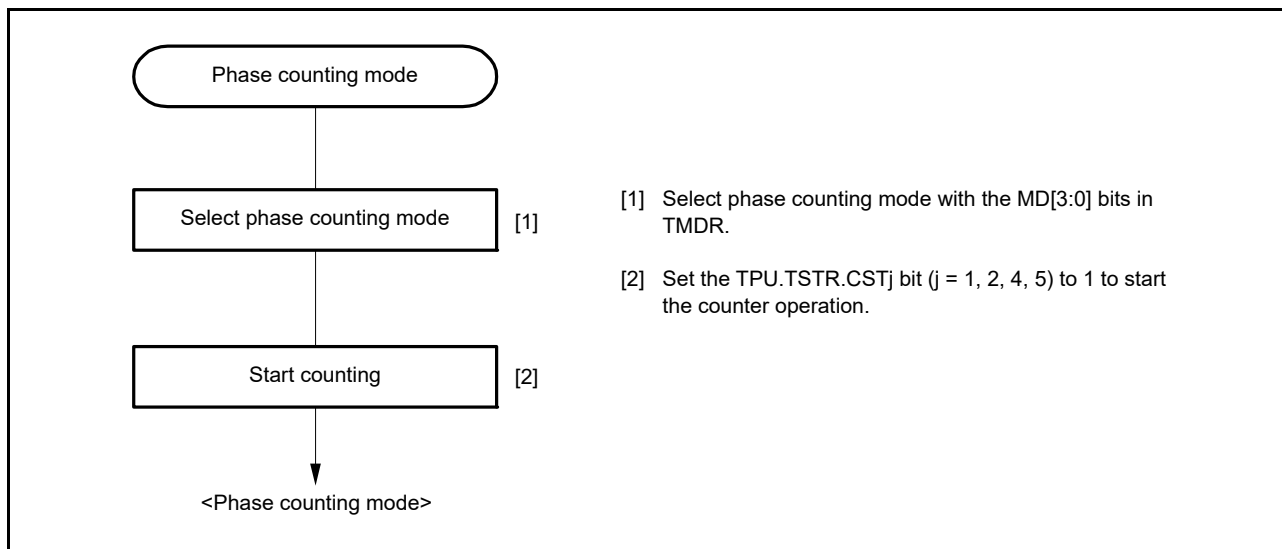 Phase counting mode
Select phase counting mode [1]
Start counting [2]
<Phase counting mode>
[1] Select phase counting mode with the MD[3:0] bits in
TMDR.
[2] Set the TPU.TSTR.CSTj bit (j = 1, 2, 4, 5) to 1 to start
the counter operation.